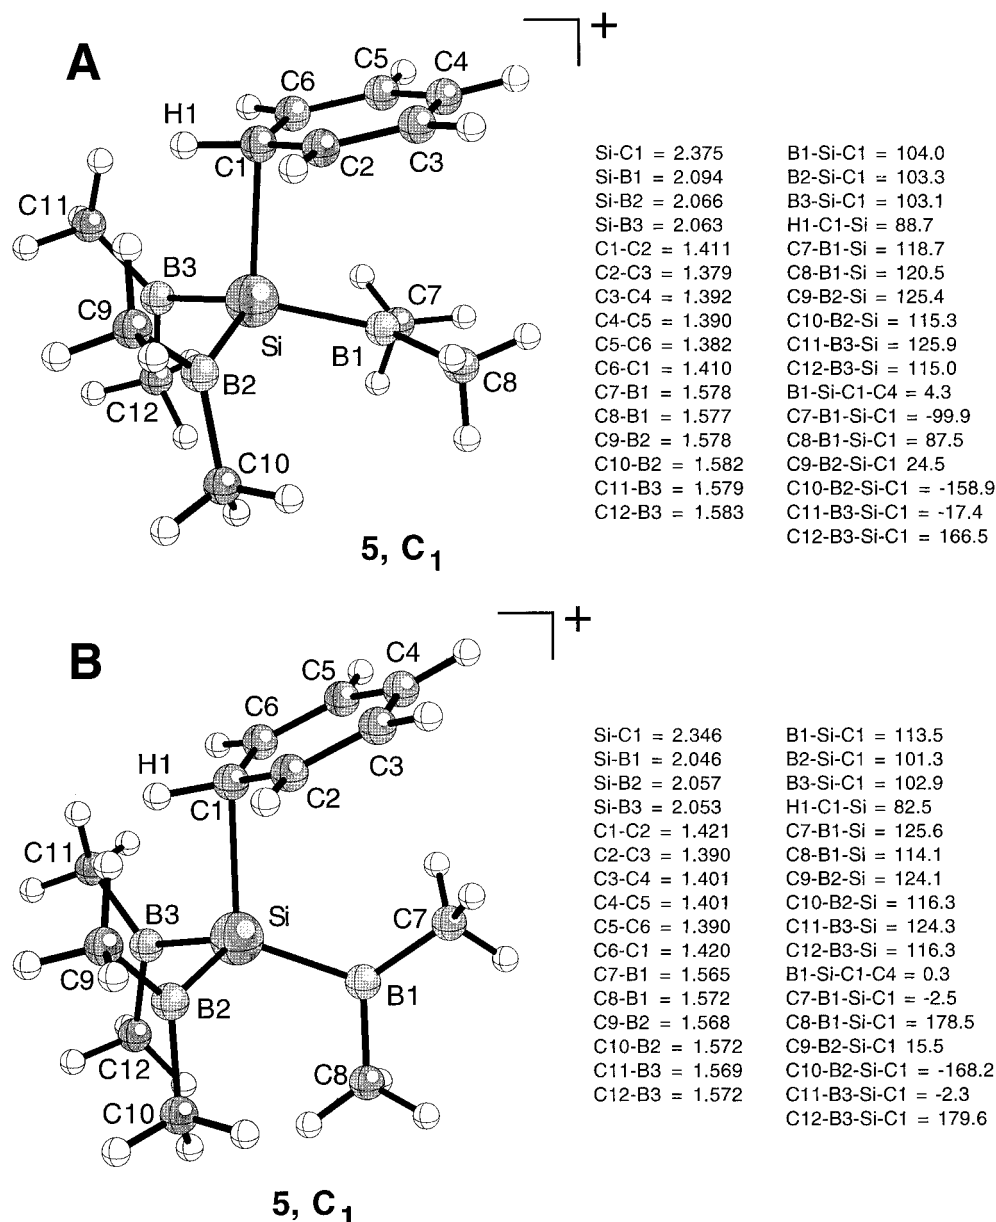 A
+
C5
C4
C6
H1
C1
C2
C3
C11
B3
C9
C7
Si
B1
B2
C8
C12
C10
5, C1
Si-C1 = 2.375
Si-B1 = 2.094
Si-B2 = 2.066
Si-B3 = 2.063
C1-C2 = 1.411
C2-C3 = 1.379
C3-C4 = 1.392
C4-C5 = 1.390
C5-C6 = 1.382
C6-C1 = 1.410
C7-B1 = 1.578
C8-B1 = 1.577
C9-B2 = 1.578
C10-B2 = 1.582
C11-B3 = 1.579
C12-B3 = 1.583
B1-Si-C1 = 104.0
B2-Si-C1 = 103.3
B3-Si-C1 = 103.1
H1-C1-Si = 88.7
C7-B1-Si = 118.7
C8-B1-Si = 120.5
C9-B2-Si = 125.4
C10-B2-Si = 115.3
C11-B3-Si = 125.9
C12-B3-Si = 115.0
B1-Si-C1-C4 = 4.3
C7-B1-Si-C1 = -99.9
C8-B1-Si-C1 = 87.5
C9-B2-Si-C1 24.5
C10-B2-Si-C1 = -158.9
C11-B3-Si-C1 = -17.4
C12-B3-Si-C1 = 166.5
B
+
C4
C5
C6
H1
C3
C1
C2
C11
B3
Si
C7
C9
B2
B1
C12
C8
C10
5, C1
Si-C1 = 2.346
Si-B1 = 2.046
Si-B2 = 2.057
Si-B3 = 2.053
C1-C2 = 1.421
C2-C3 = 1.390
C3-C4 = 1.401
C4-C5 = 1.401
C5-C6 = 1.390
C6-C1 = 1.420
C7-B1 = 1.565
C8-B1 = 1.572
C9-B2 = 1.568
C10-B2 = 1.572
C11-B3 = 1.569
C12-B3 = 1.572
B1-Si-C1 = 113.5
B2-Si-C1 = 101.3
B3-Si-C1 = 102.9
H1-C1-Si = 82.5
C7-B1-Si = 125.6
C8-B1-Si = 114.1
C9-B2-Si = 124.1
C10-B2-Si = 116.3
C11-B3-Si = 124.3
C12-B3-Si = 116.3
B1-Si-C1-C4 = 0.3
C7-B1-Si-C1 = -2.5
C8-B1-Si-C1 = 178.5
C9-B2-Si-C1 15.5
C10-B2-Si-C1 = -168.2
C11-B3-Si-C1 = -2.3
C12-B3-Si-C1 = 179.6